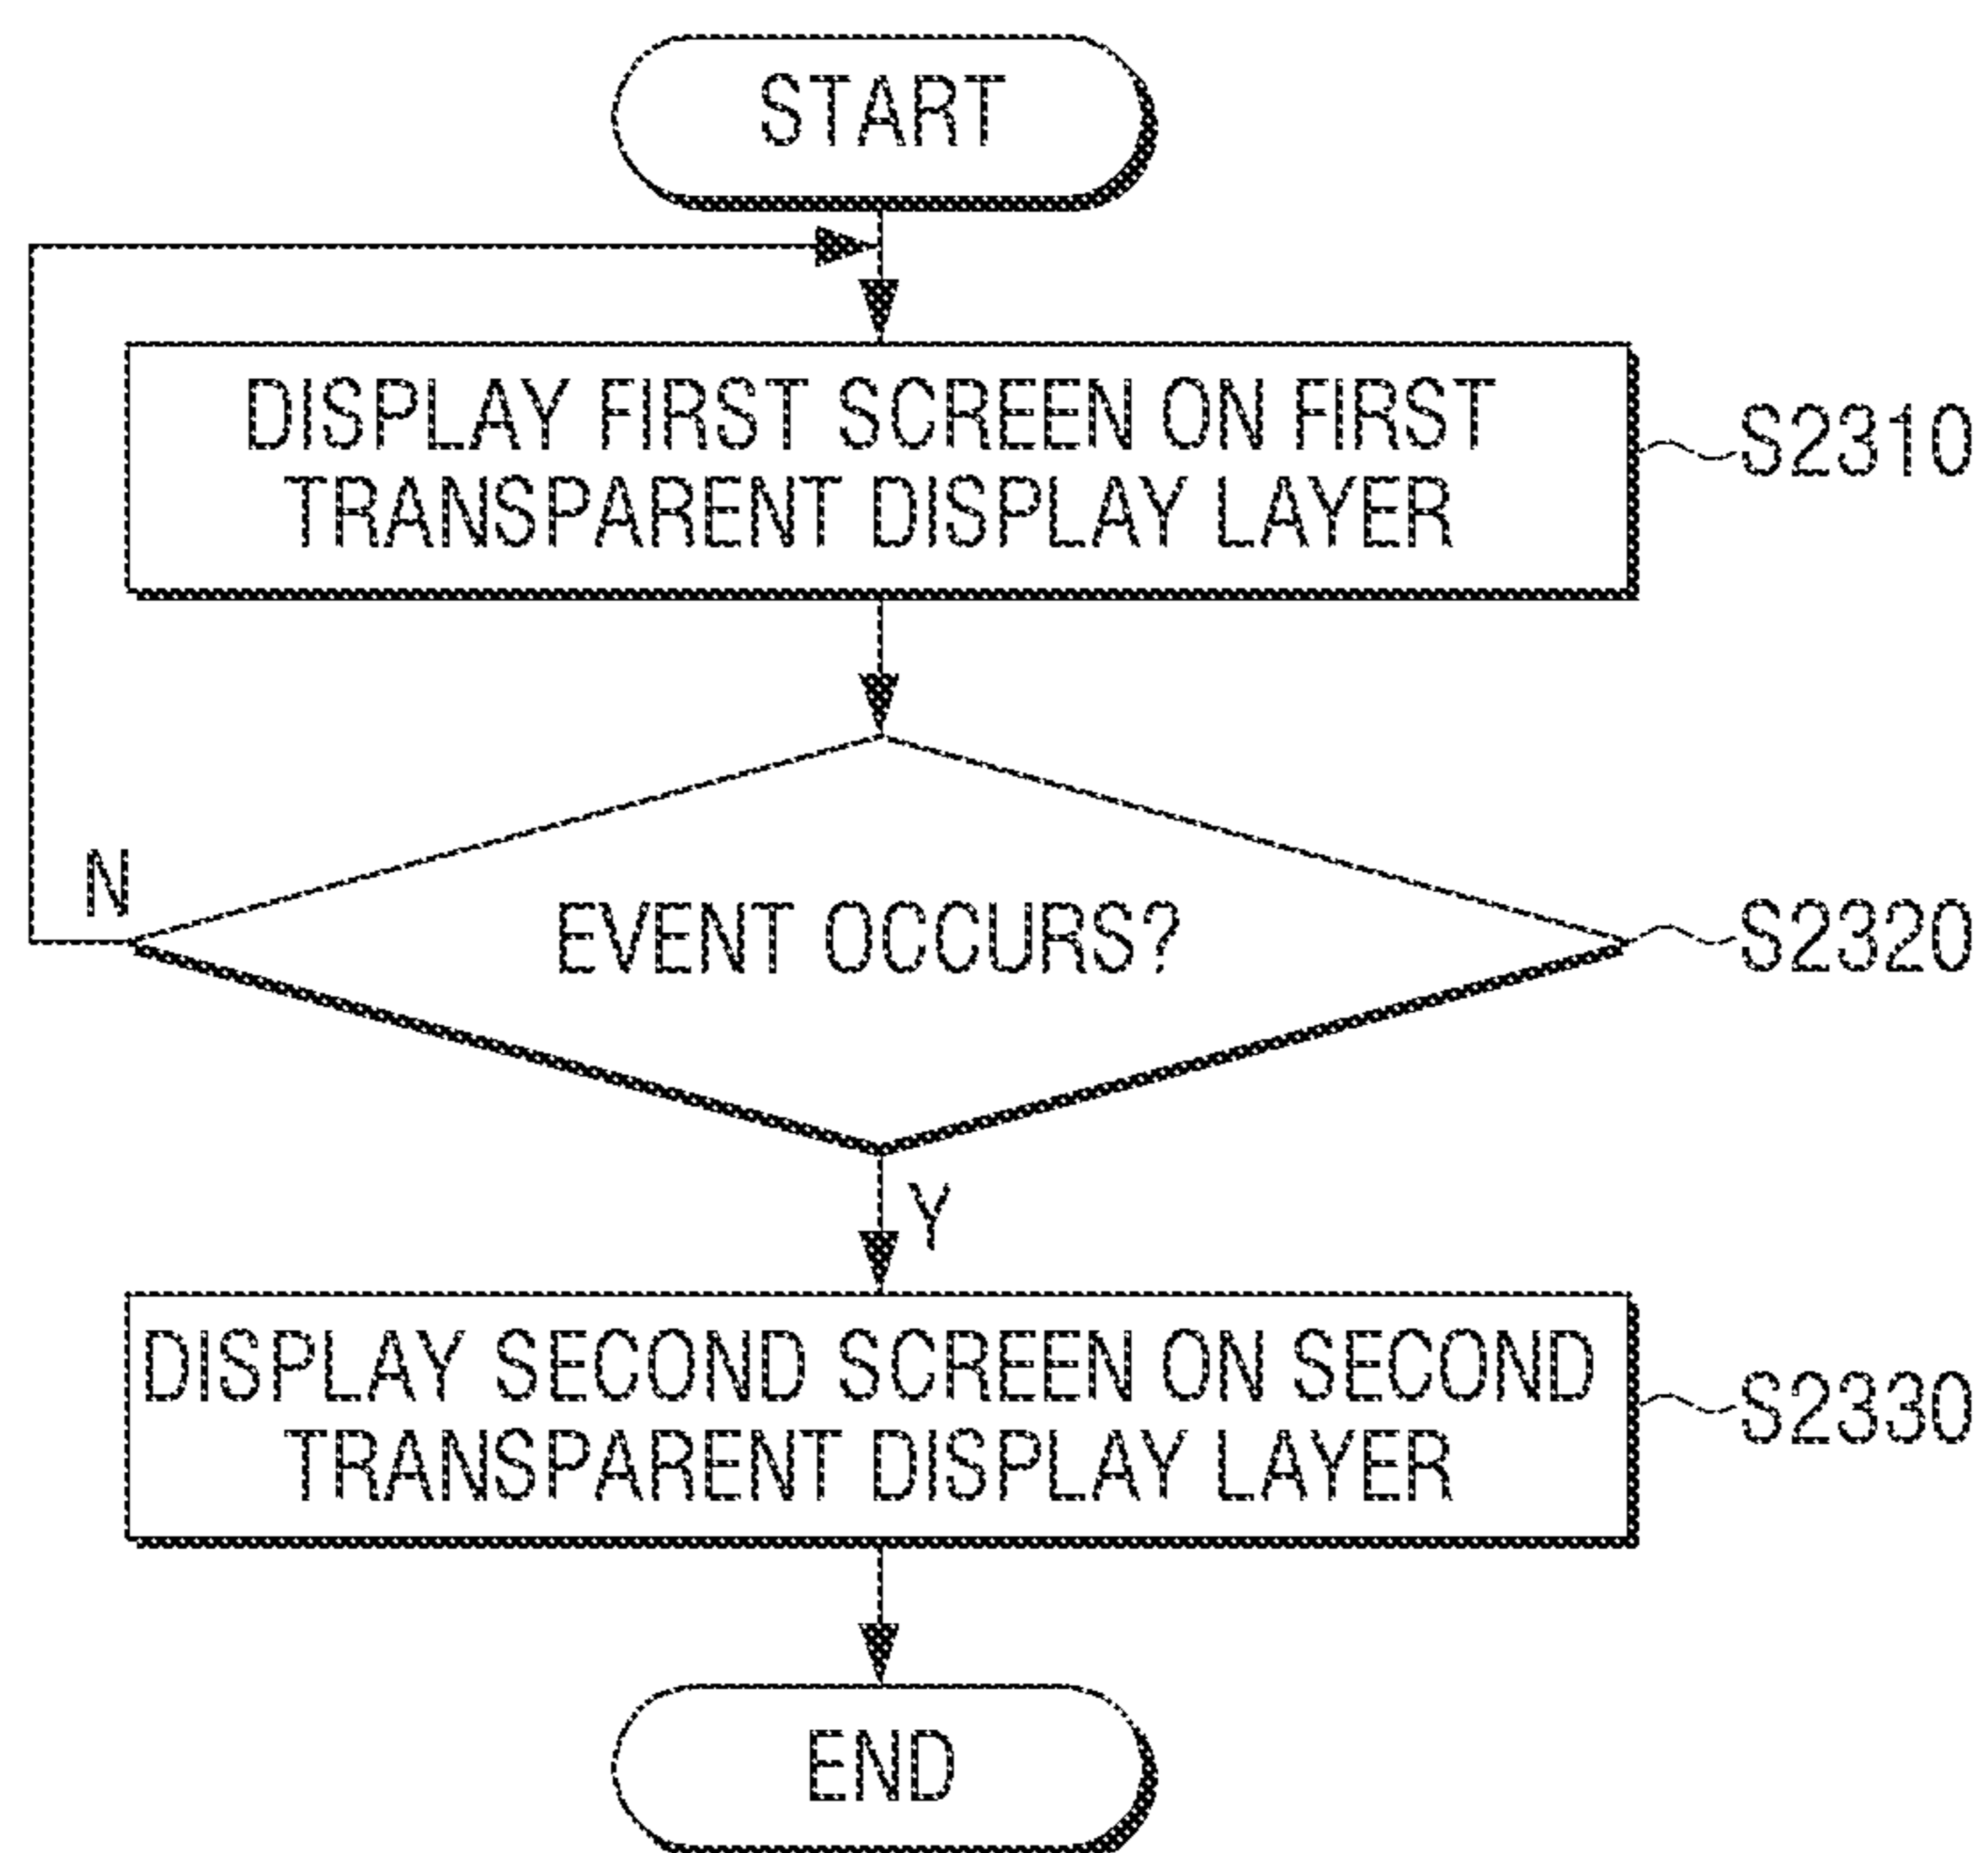 START
DISPLAY FIRST SCREEN ON FIRST
TRANSPARENT DISPLAY LAYER
S2310
N
EVENT OCCURS?
S2320
Y
DISPLAY SECOND SCREEN ON SECOND
TRANSPARENT DISPLAY LAYER
S2330
END